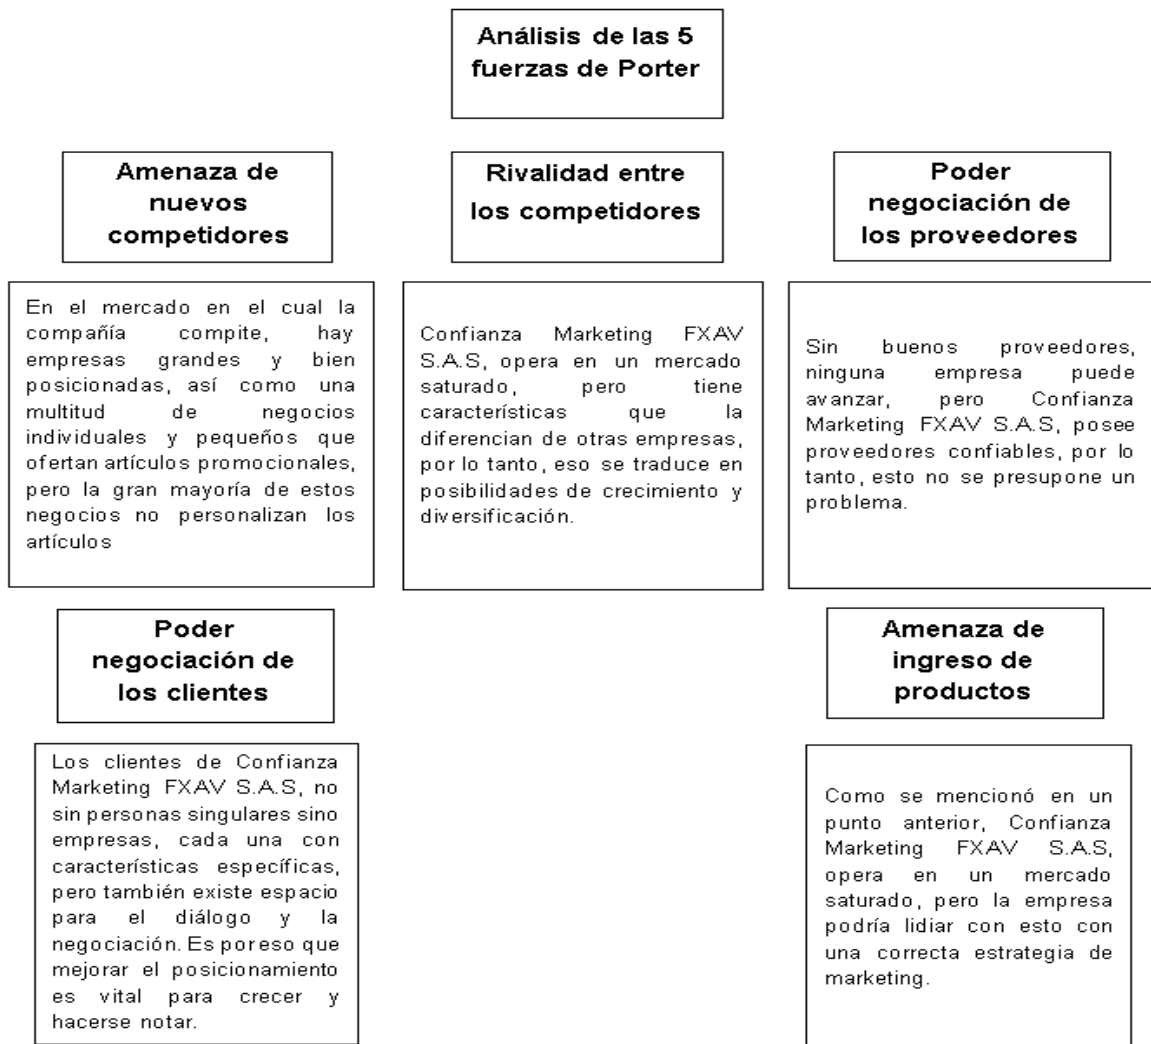 Análisis de las 5
fuerzas de Porter
Amenaza de
nuevos
competidores
Rivalidad entre
los competidores
Poder
negociación de
los proveedores
En el mercado en el cual la
compañía compite, hay
empresas grandes y bien
posicionadas, así como una
multitud de negocios
individuales y pequeños que
ofertan artículos promocionales,
pero la gran mayoría de estos
negocios no personalizan los
artículos
Confianza Marketing FXAV
S.A.S, opera en un mercado
saturado, pero tiene
características que la
diferencian de otras empresas,
por lo tanto, eso se traduce en
posibilidades de crecimiento y
diversificación.
Sin buenos proveedores,
ninguna empresa puede
avanzar, pero Confianza
Marketing FXAV S.A.S, posee
proveedores confiables, por lo
tanto, esto no se presupone un
problema.
Poder
negociación de
los clientes
Amenaza de
ingreso de
productos
Los clientes de Confianza
Marketing FXAV S.A.S, no
sin personas singulares sino
empresas, cada una con
características específicas,
pero también existe espacio
para el diálogo y la
negociación. Es por eso que
mejorar el posicionamiento
es vital para crecer y
hacerse notar.
Como se mencionó en un
punto anterior, Confianza
Marketing FXAV S.A.S,
opera en un mercado
saturado, pero la empresa
podría lidiar con esto con
una correcta estrategia de
marketing.